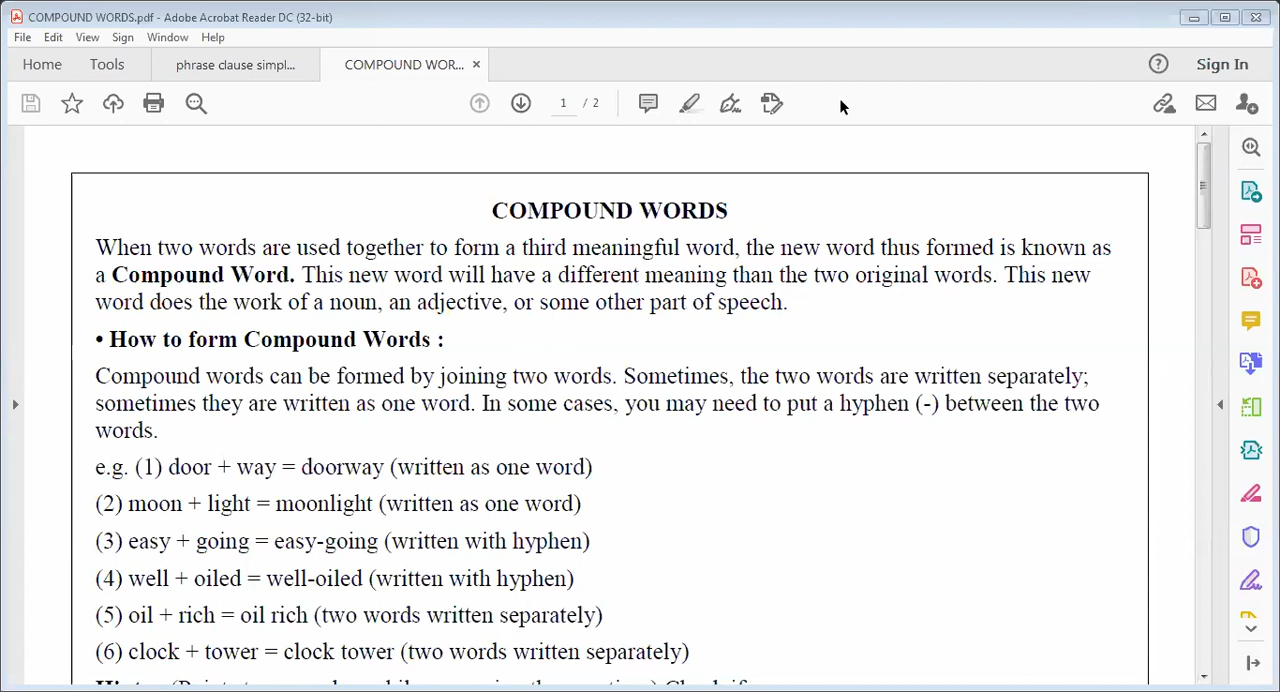 COMPOUND WORDS.pdf - Adobe Acrobat Reader DC (32-bit)
File Edit View Sign Window Help
Home Tools phrase clause simpl... COMPOUND WOR... × Sign In
1 / 2
COMPOUND WORDS
When two words are used together to form a third meaningful word, the new word thus formed is known as
a Compound Word. This new word will have a different meaning than the two original words. This new
word does the work of a noun, an adjective, or some other part of speech.
• How to form Compound Words :
Compound words can be formed by joining two words. Sometimes, the two words are written separately;
sometimes they are written as one word. In some cases, you may need to put a hyphen (-) between the two
words.
e.g. (1) door + way = doorway (written as one word)
(2) moon + light = moonlight (written as one word)
(3) easy + going = easy-going (written with hyphen)
(4) well + oiled = well-oiled (written with hyphen)
(5) oil + rich = oil rich (two words written separately)
(6) clock + tower = clock tower (two words written separately)